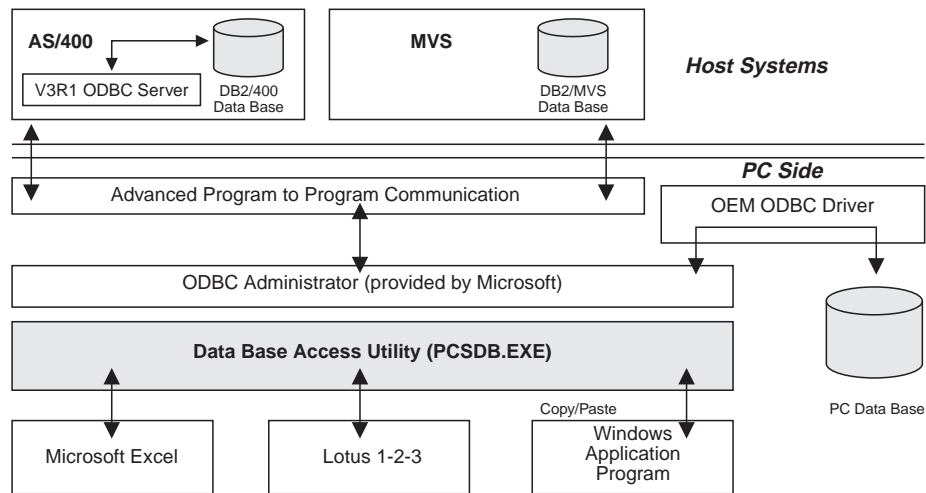 AS/400
MVS
Host Systems
V3R1 ODBC Server
DB2/400
Data Base
DB2/MVS
Data Base
PC Side
Advanced Program to Program Communication
OEM ODBC Driver
ODBC Administrator (provided by Microsoft)
Data Base Access Utility (PCSDB.EXE)
PC Data Base
Copy/Paste
Microsoft Excel
Lotus 1-2-3
Windows
Application
Program